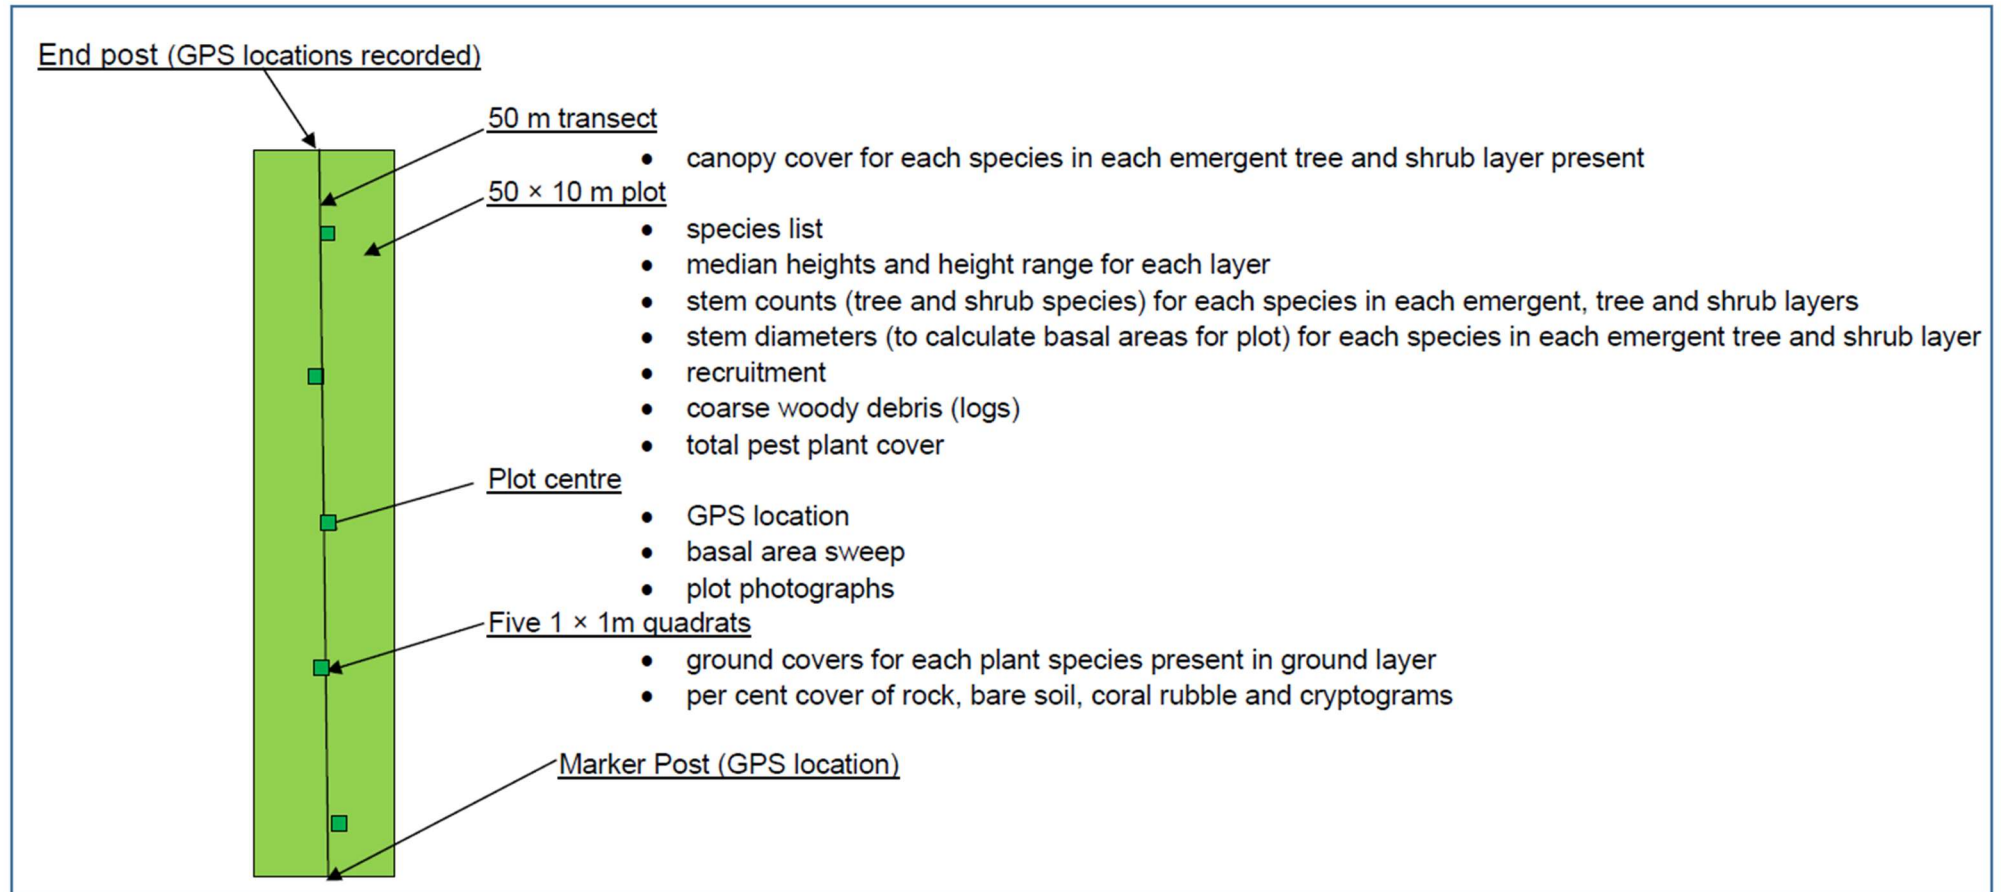 End post (GPS locations recorded)
50 m transect
• canopy cover for each species in each emergent tree and shrub layer present
50 × 10 m plot
• species list
• median heights and height range for each layer
• stem counts (tree and shrub species) for each species in each emergent, tree and shrub layers
• stem diameters (to calculate basal areas for plot) for each species in each emergent tree and shrub layer
• recruitment
• coarse woody debris (logs)
• total pest plant cover
Plot centre
• GPS location
• basal area sweep
• plot photographs
Five 1 × 1m quadrats
• ground covers for each plant species present in ground layer
• per cent cover of rock, bare soil, coral rubble and cryptograms
Marker Post (GPS location)